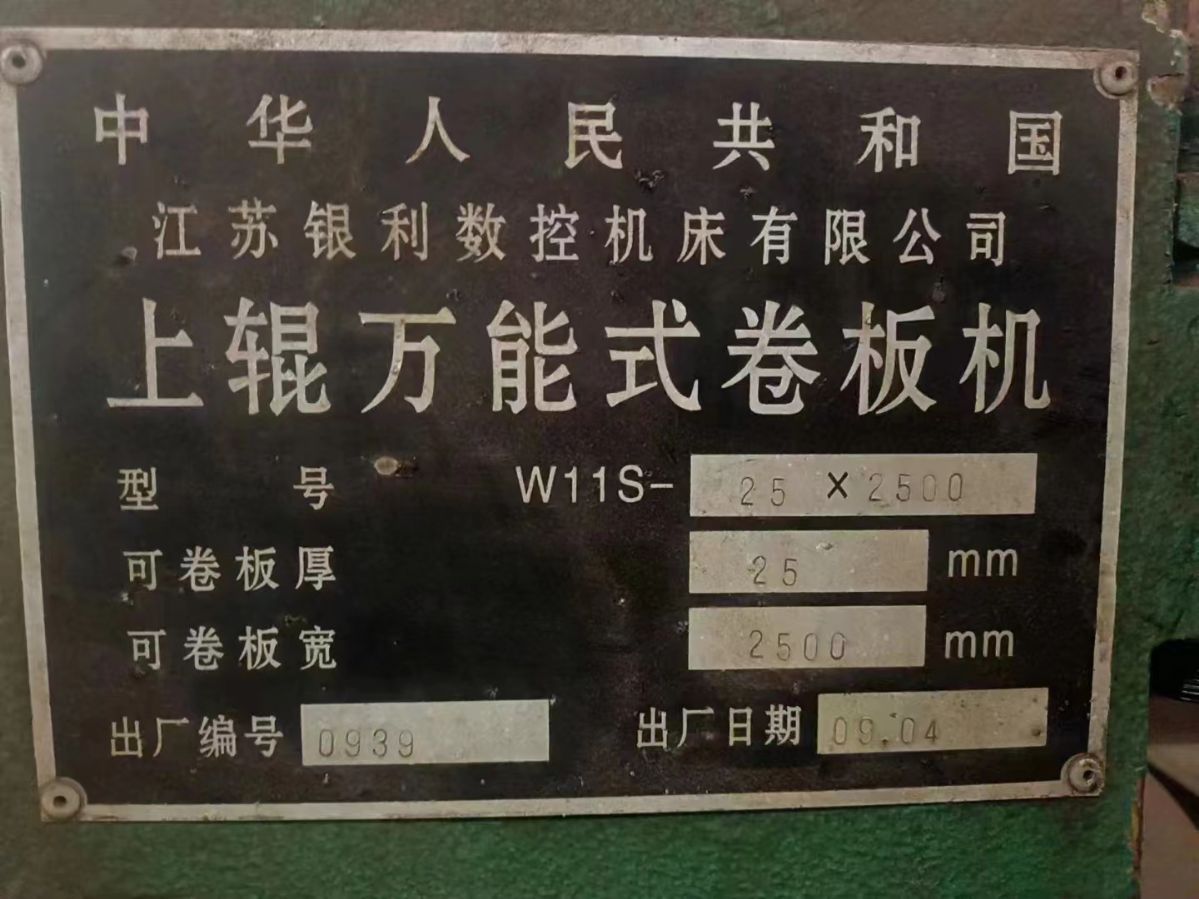 中华人民共和国
江苏银利数控机床有限公司
上辊万能式卷板机
型号 W11S- 25 × 2500
可卷板厚 25 mm
可卷板宽 2500 mm
出厂编号 0939 出厂日期 09.04